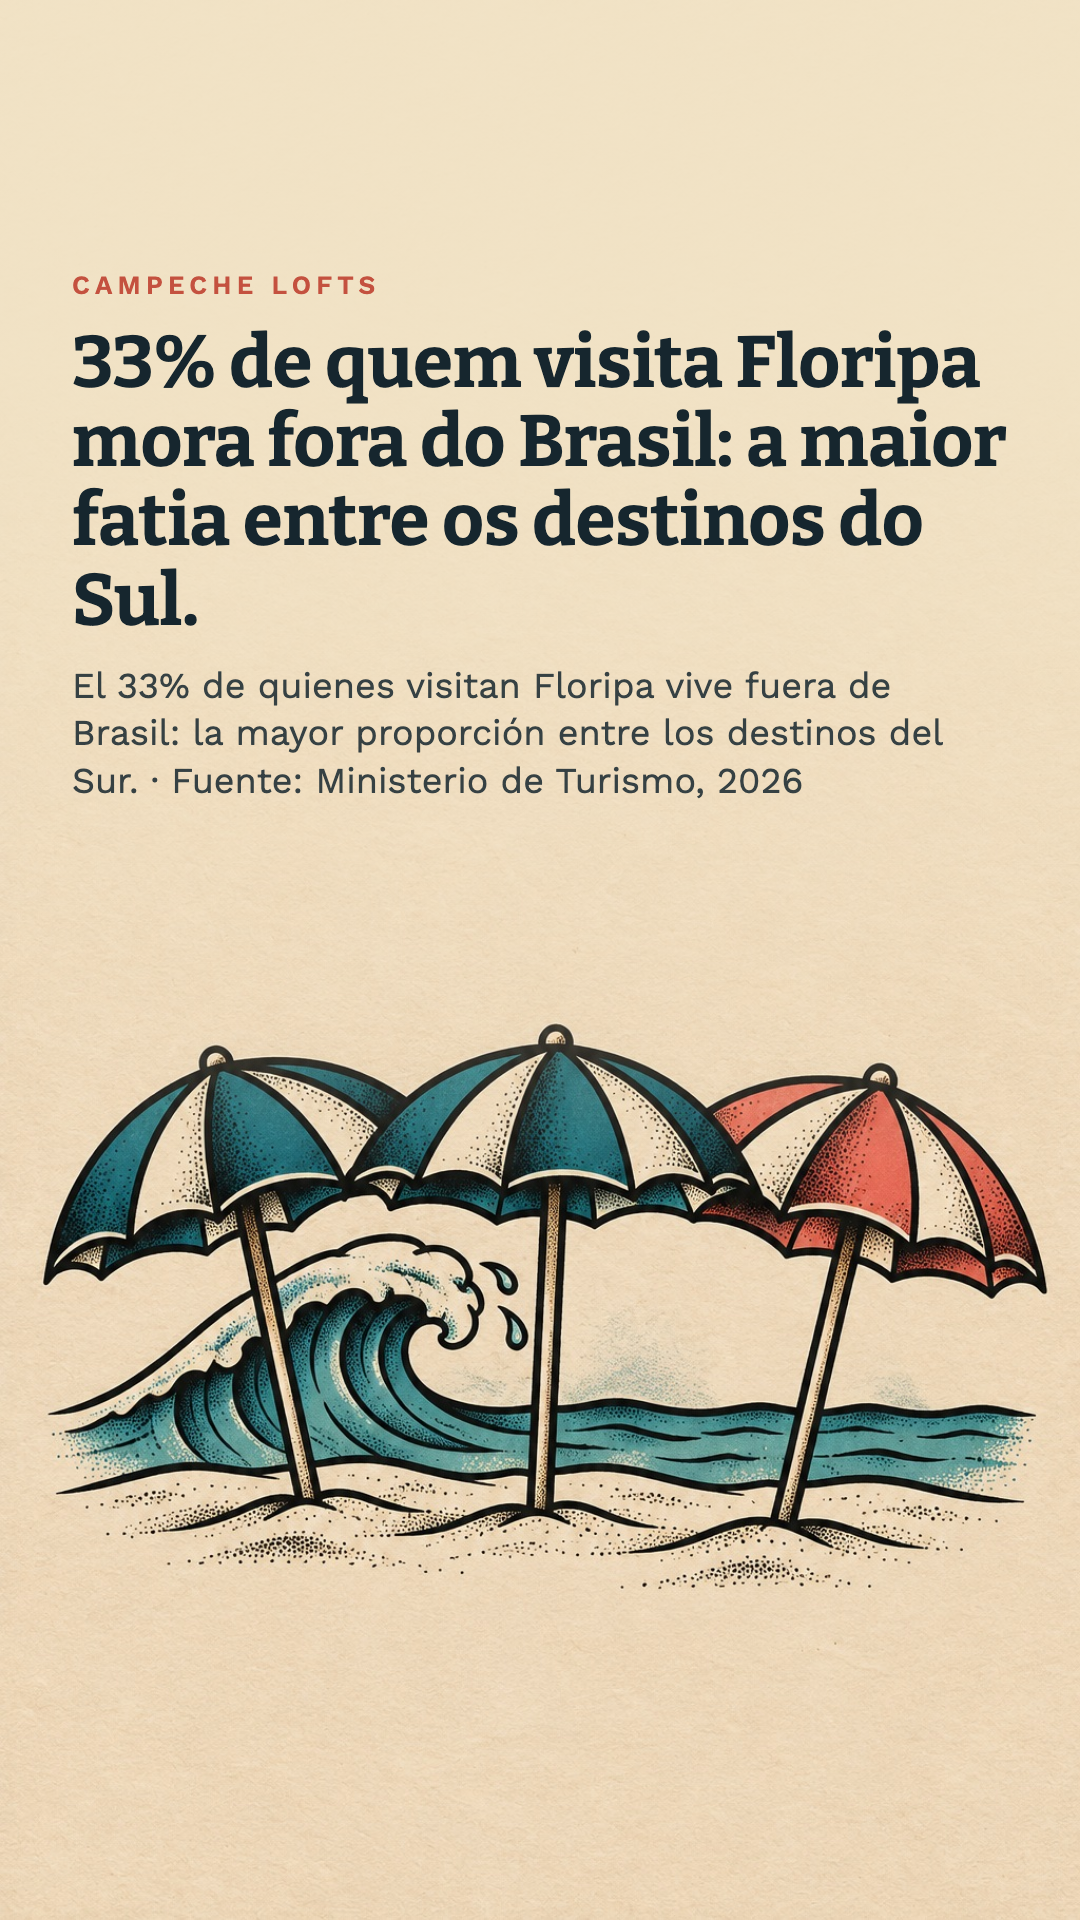 CAMPECHE LOFTS
33% de quem visita Floripa
mora fora do Brasil: a maior
fatia entre os destinos do
Sul.
El 33% de quienes visitan Floripa vive fuera de
Brasil: la mayor proporción entre los destinos del
Sur. · Fuente: Ministerio de Turismo, 2026